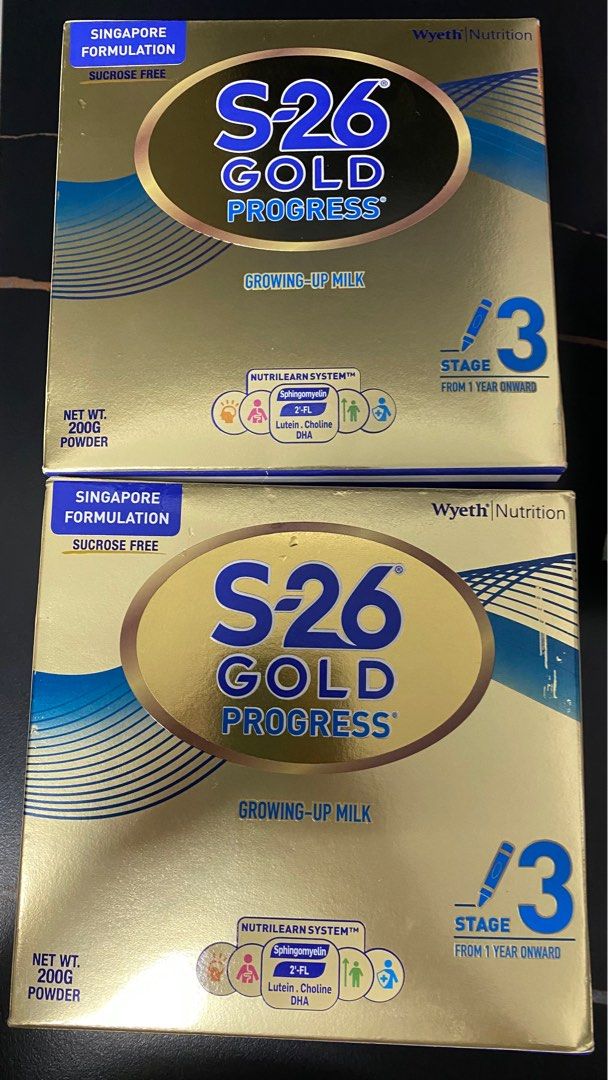 SINGAPORE
FORMULATION
SUCROSE FREE
Wyeth® | Nutrition
S-26®
GOLD
PROGRESS®
GROWING-UP MILK
STAGE 3
FROM 1 YEAR ONWARD
NUTRILEARN SYSTEM™
Sphingomyelin
2'-FL
Lutein . Choline
DHA
NET WT.
200G
POWDER
SINGAPORE
FORMULATION
SUCROSE FREE
Wyeth® | Nutrition
S-26®
GOLD
PROGRESS®
GROWING-UP MILK
STAGE 3
FROM 1 YEAR ONWARD
NUTRILEARN SYSTEM™
Sphingomyelin
2'-FL
Lutein . Choline
DHA
NET WT.
200G
POWDER